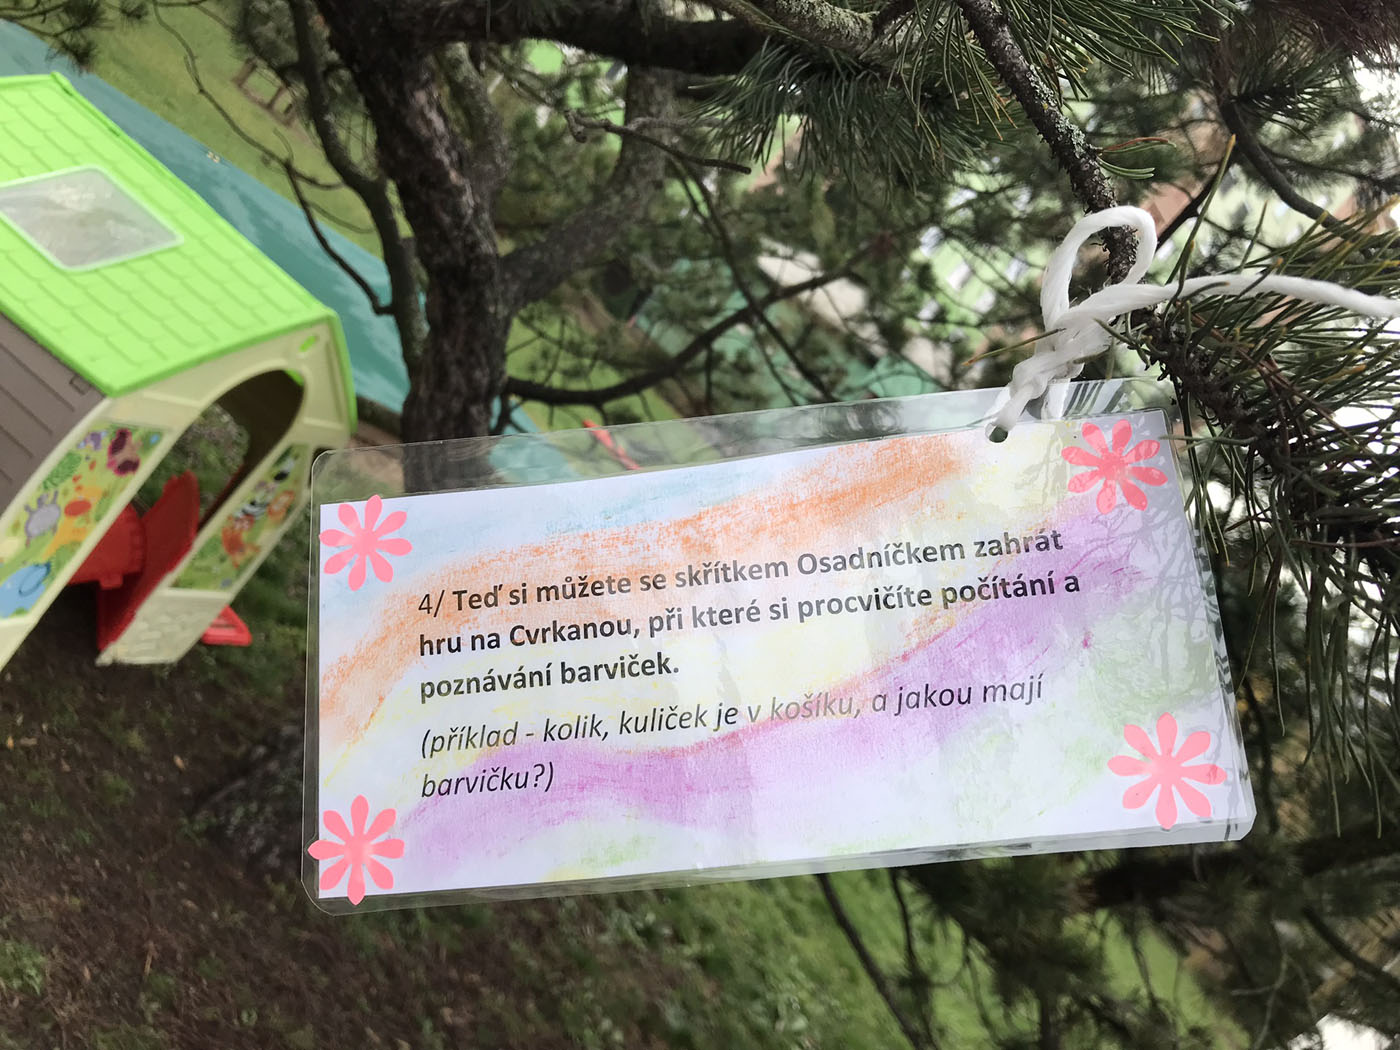 4/ Teď si můžete se skřítkem Osadníčkem zahrát
hru na Cvrkanou, při které si procvičíte počítání a
poznávání barviček.
(příklad - kolik, kuliček je v košíku, a jakou mají
barvičku?)